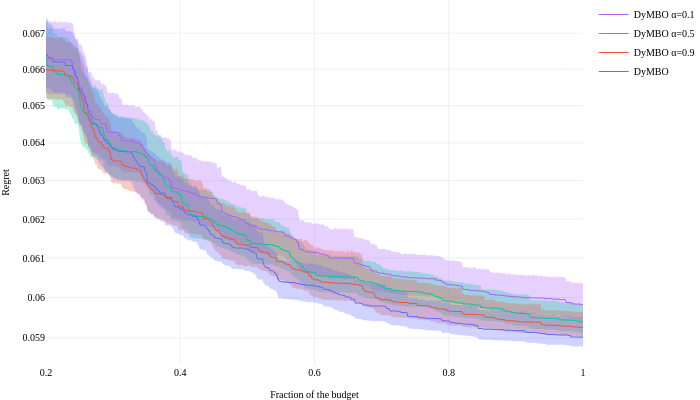 DyMBO α=0.1
DyMBO α=0.5
DyMBO α=0.9
DyMBO
Regret
0.067
0.066
0.065
0.064
0.063
0.062
0.061
0.06
0.059
0.2
0.4
0.6
0.8
1
Fraction of the budget